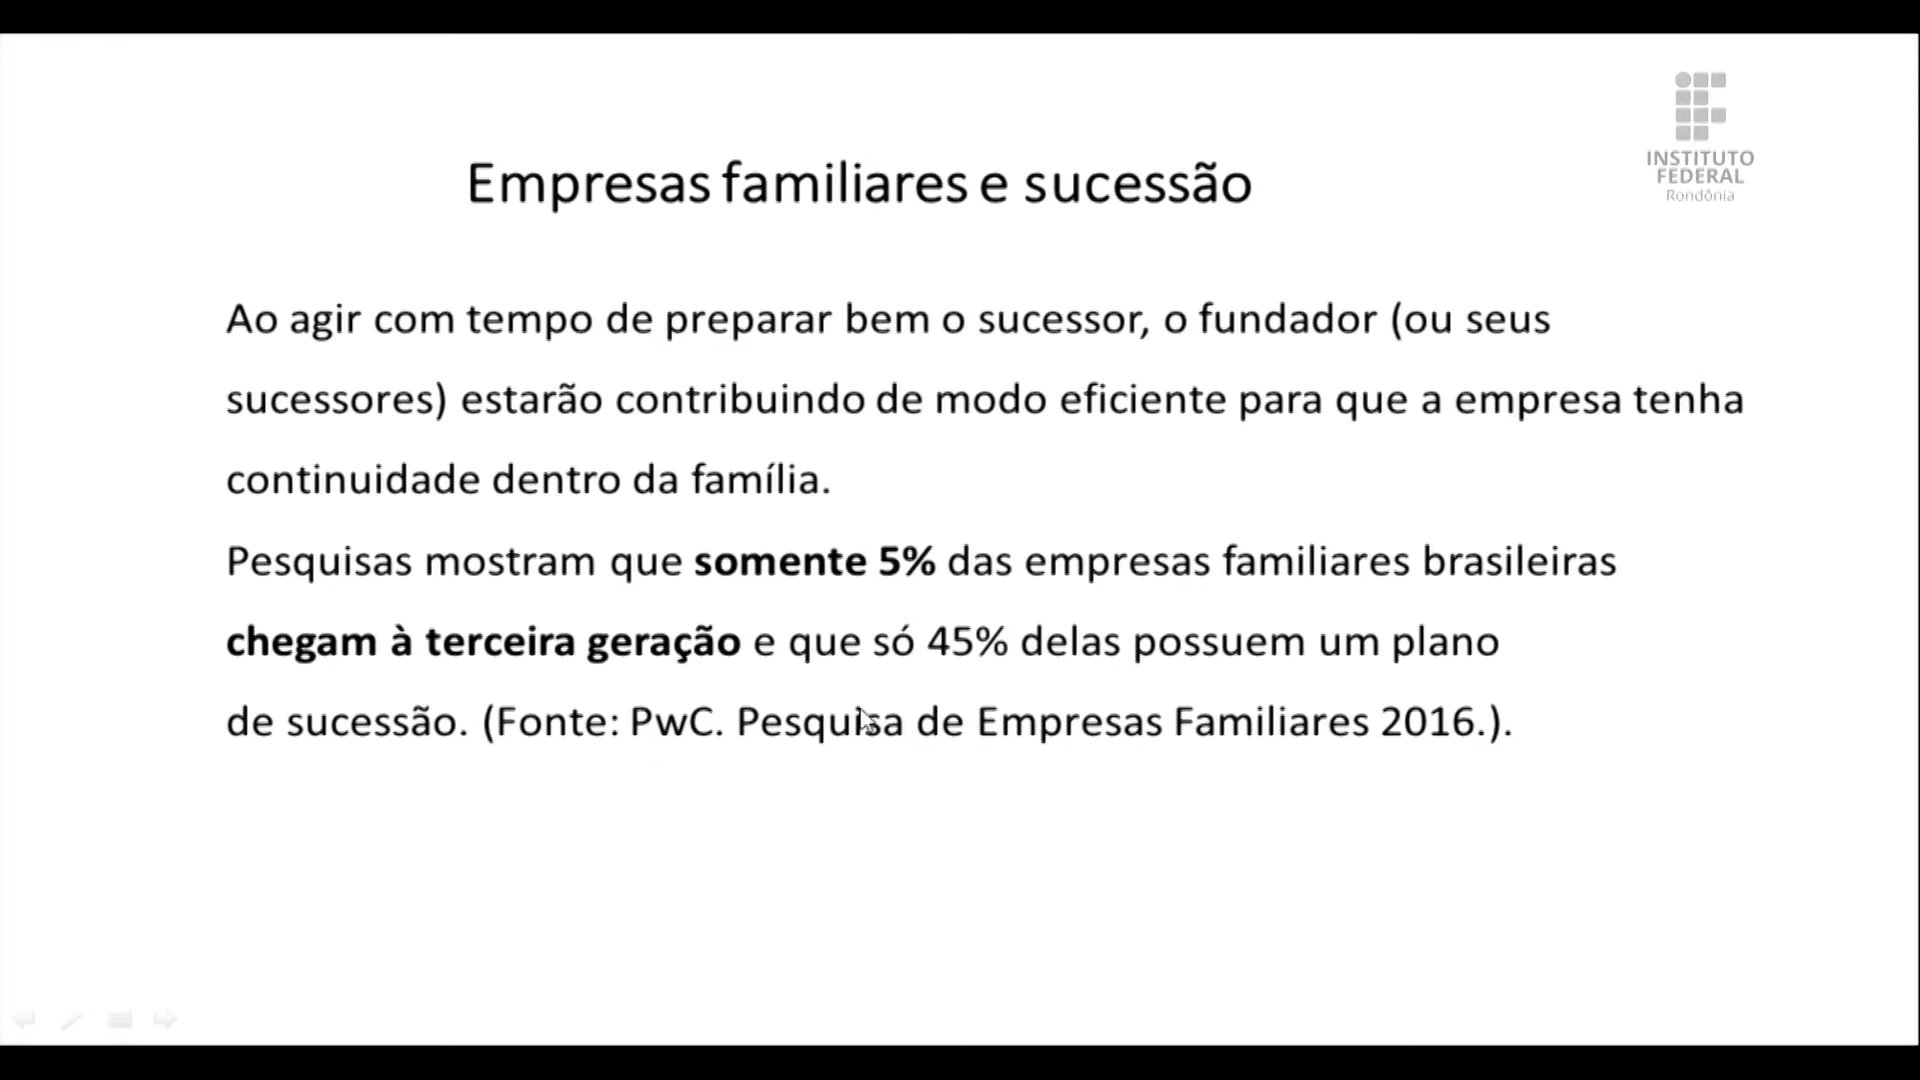 INSTITUTO
FEDERAL
Rondônia
Empresas familiares e sucessão
Ao agir com tempo de preparar bem o sucessor, o fundador (ou seus
sucessores) estarão contribuindo de modo eficiente para que a empresa tenha
continuidade dentro da família.
Pesquisas mostram que somente 5% das empresas familiares brasileiras
chegam à terceira geração e que só 45% delas possuem um plano
de sucessão. (Fonte: PwC. Pesquisa de Empresas Familiares 2016.).